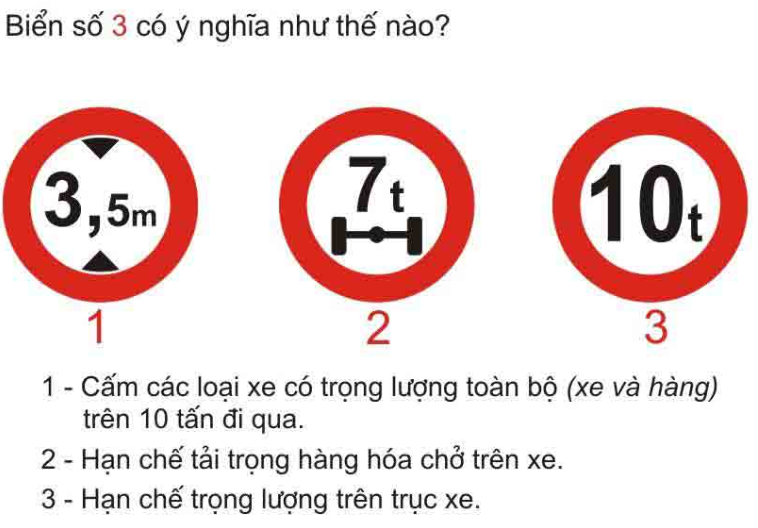 Biển số 3 có ý nghĩa như thế nào?
3,5m
7t
10t
1
2
3
1 - Cấm các loại xe có trọng lượng toàn bộ (xe và hàng)
trên 10 tấn đi qua.
2 - Hạn chế tải trọng hàng hóa chở trên xe.
3 - Hạn chế trọng lượng trên trục xe.